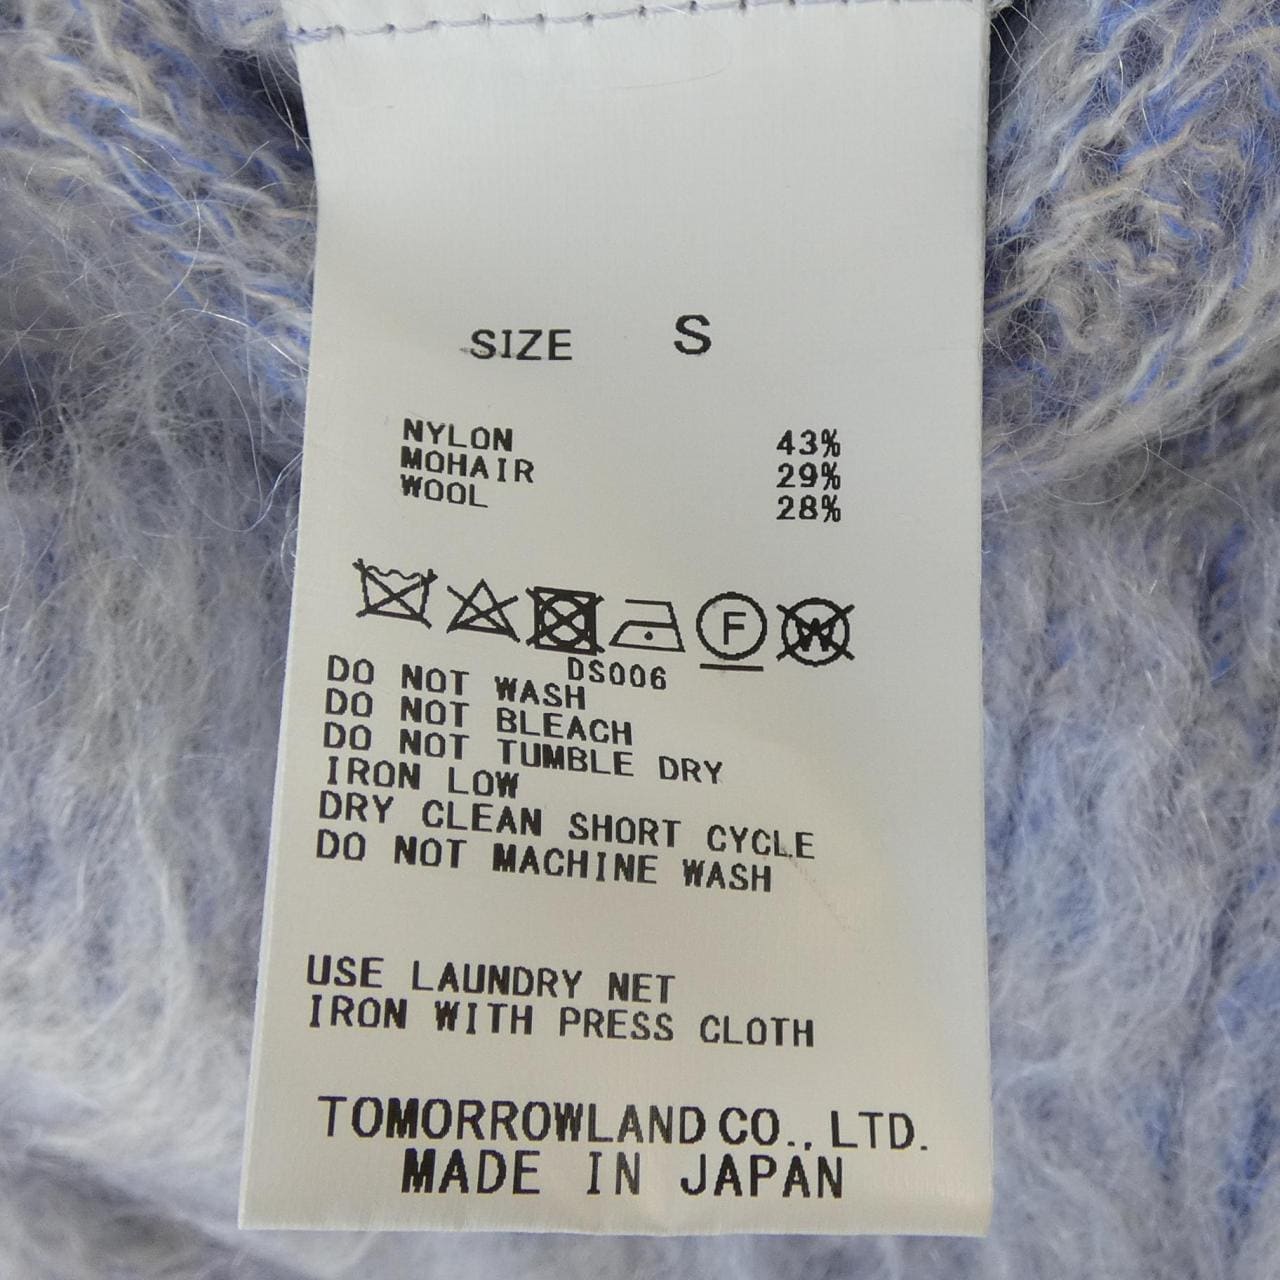 SIZE S
NYLON 43%
MOHAIR 29%
WOOL 28%
F W
DS006
DO NOT WASH
DO NOT BLEACH
DO NOT TUMBLE DRY
IRON LOW
DRY CLEAN SHORT CYCLE
DO NOT MACHINE WASH
USE LAUNDRY NET
IRON WITH PRESS CLOTH
TOMORROWLAND CO., LTD.
MADE IN JAPAN